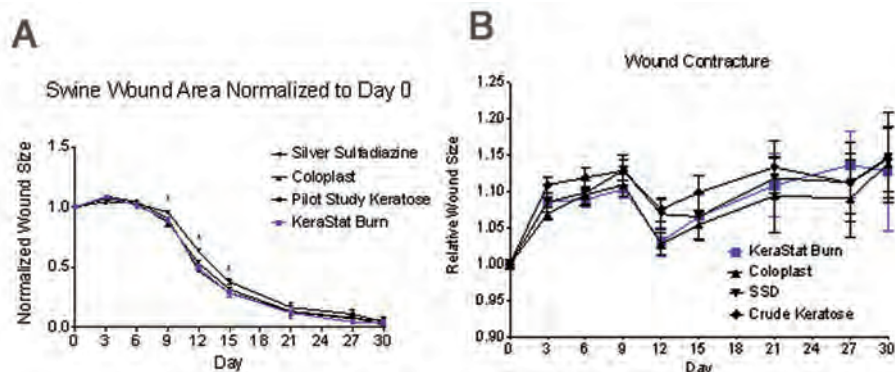 A
Swine Wound Area Normalized to Day 0
Normalized Wound Size
1.5
1.0
0.5
0.0
0 3 6 9 12 15 18 21 24 27 30
Day
Silver Sulfadiazine
Coloplast
Pilot Study Keratose
KeraStat Burn
B
Wound Contracture
Relative Wound Size
1.25
1.20
1.15
1.10
1.05
1.00
0.95
0.90
0 3 6 9 12 15 18 21 24 27 30
Day
KeraStat Burn
Coloplast
SSD
Crude Keratose